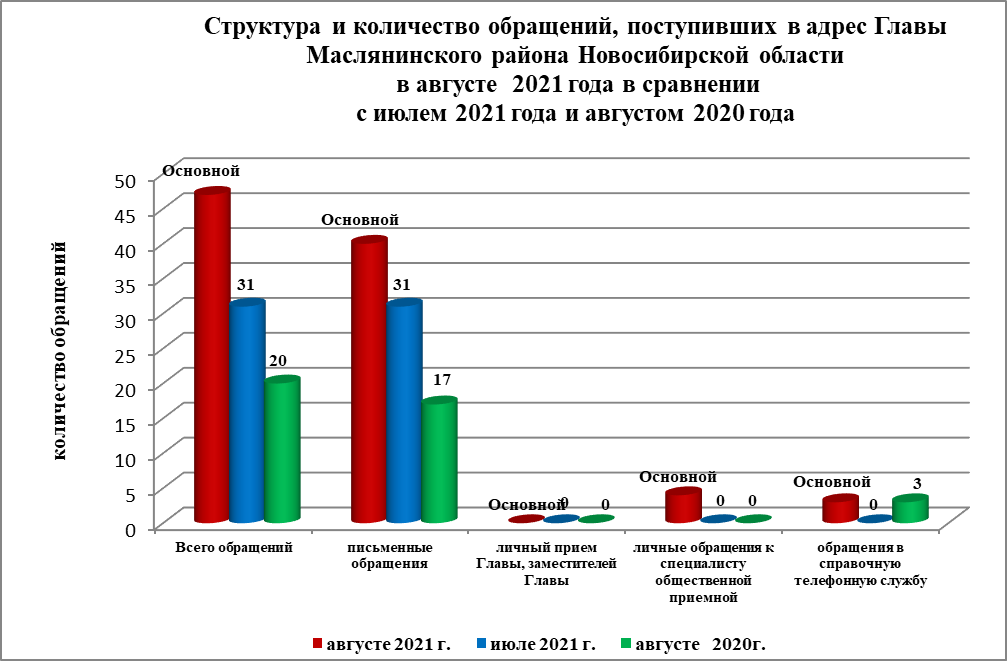 Структура и количество обращений, поступивших в адрес Главы
Маслянинского района Новосибирской области
в августе 2021 года в сравнении
с июлем 2021 года и августом 2020 года
количество обращений
50
45
40
35
30
25
20
15
10
5
0
Основной
31
20
Основной
31
17
Основной
0
0
Основной
0
0
Основной
0
3
Всего обращений
письменные
обращения
личный прием
Главы, заместителей
Главы
личные обращения к
специалисту
общественной
приемной
обращения в
справочную
телефонную службу
августе 2021 г.
июле 2021 г.
августе 2020г.